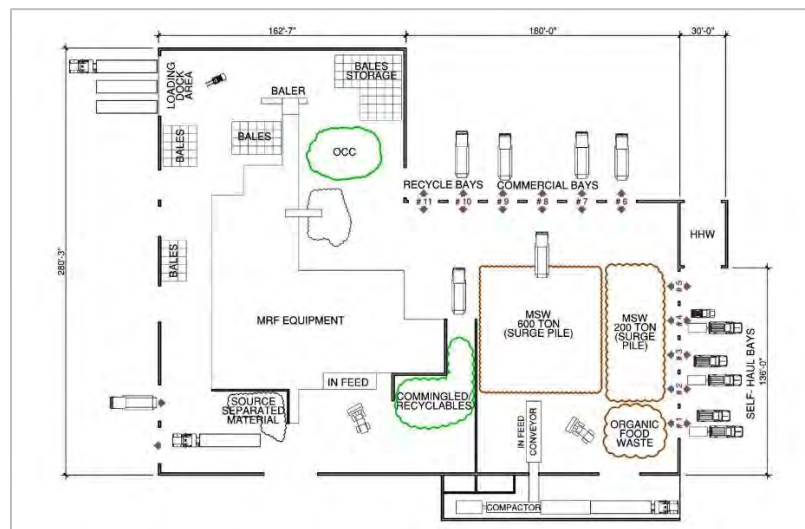 162'-7"
180'-0"
30'-0"
280'-3"
LOADING
DOCK
AREA
BALES
STORAGE
BALER
BALES
BALES
OCC
RECYCLE BAYS
COMMERCIAL BAYS
#11
#10
#9
#8
#7
#6
HHW
BALES
MRF EQUIPMENT
MSW
600 TON
(SURGE PILE)
MSW
200 TON
(SURGE
PILE)
#5
#4
#3
#2
#1
SELF-HAUL BAYS
136'-0"
IN FEED
SOURCE
SEPARATED
MATERIAL
COMMINGLED
RECYCLABLES
IN FEED
CONVEYOR
ORGANIC
FOOD
WASTE
COMPACTOR